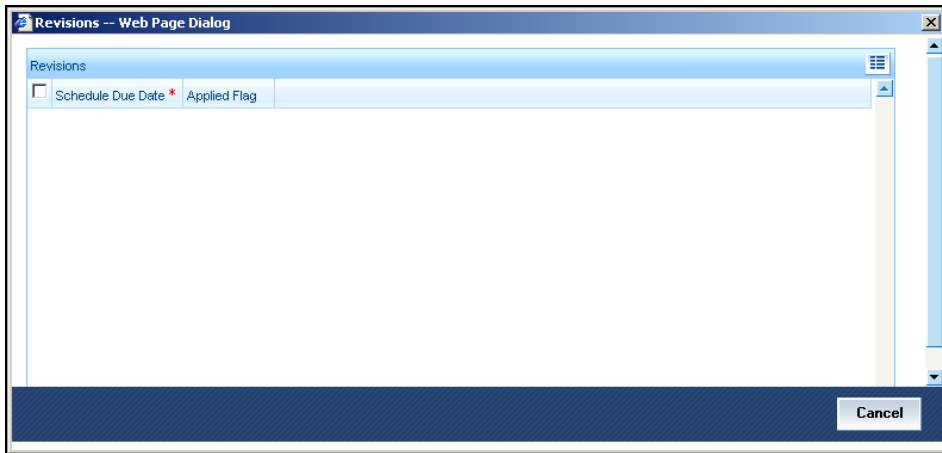 Revisions -- Web Page Dialog
Revisions
Schedule Due Date * Applied Flag
Cancel